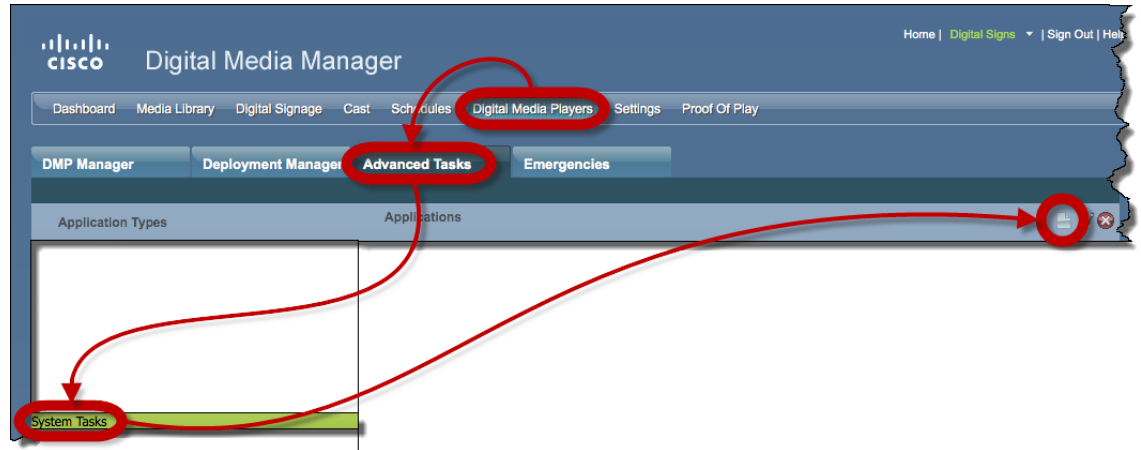 Home | Digital Signs | Sign Out | Help
CISCO Digital Media Manager
Dashboard Media Library Digital Signage Cast Schedules Digital Media Players Settings Proof Of Play
DMP Manager Deployment Manager Advanced Tasks Emergencies
Application Types Applications
System Tasks